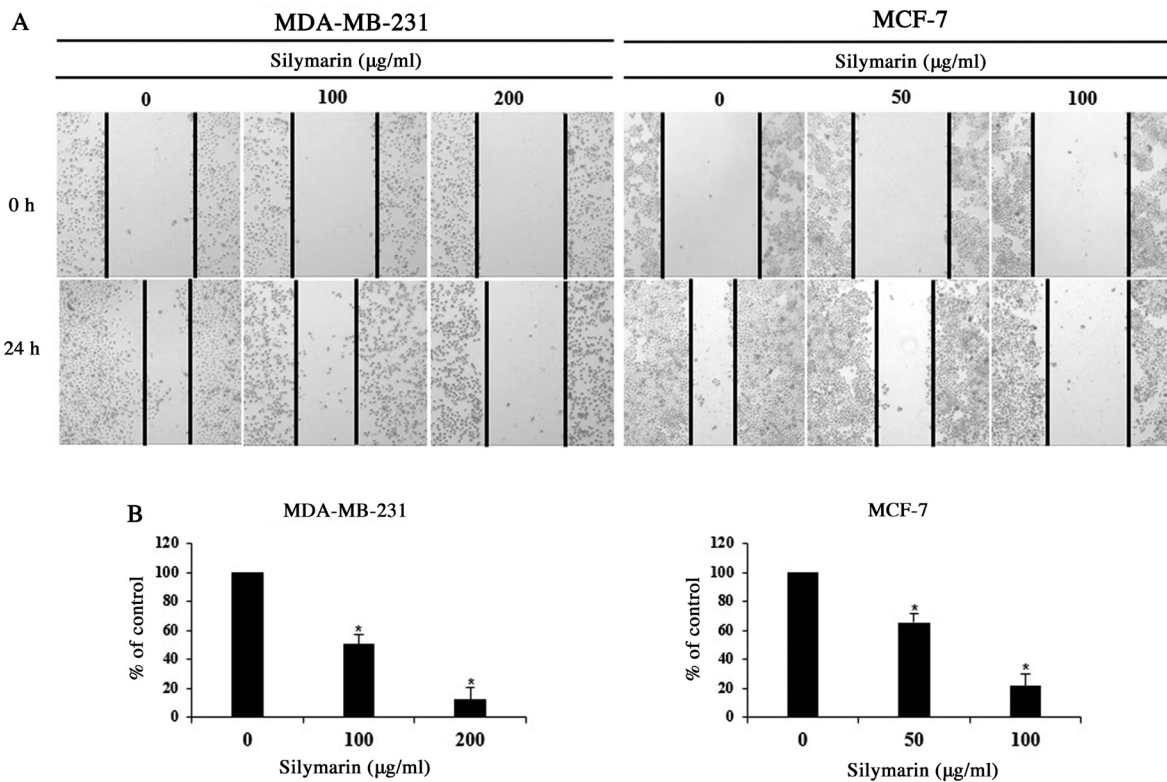 A
MDA-MB-231
MCF-7
Silymarin (μg/ml)
Silymarin (μg/ml)
0 100 200
0 50 100
0 h
24 h
B
MDA-MB-231
MCF-7
% of control
120
100
80
60
40
20
0
*
*
0 100 200
Silymarin (μg/ml)
% of control
120
100
80
60
40
20
0
*
*
0 50 100
Silymarin (μg/ml)